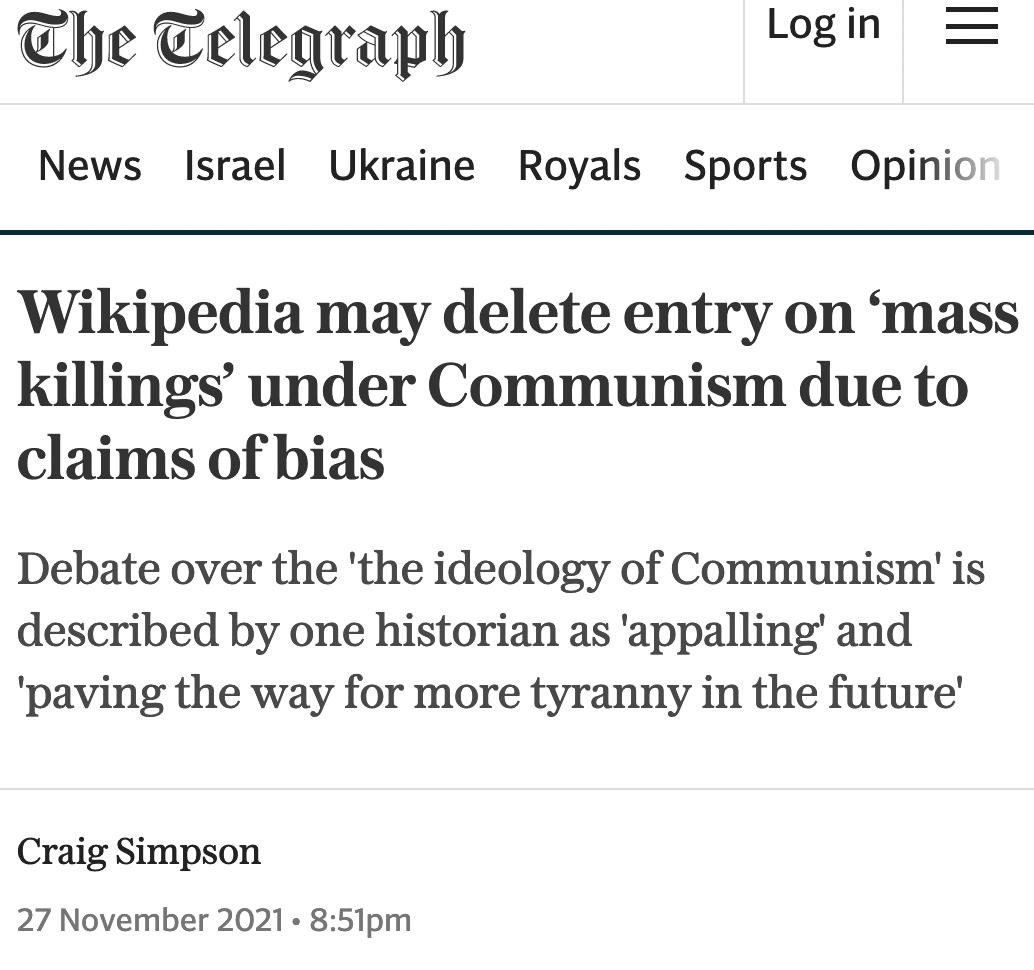 The Telegraph
Log in
News Israel Ukraine Royals Sports Opinion
Wikipedia may delete entry on ‘mass
killings’ under Communism due to
claims of bias
Debate over the 'the ideology of Communism' is
described by one historian as 'appalling' and
'paving the way for more tyranny in the future'
Craig Simpson
27 November 2021 • 8:51pm